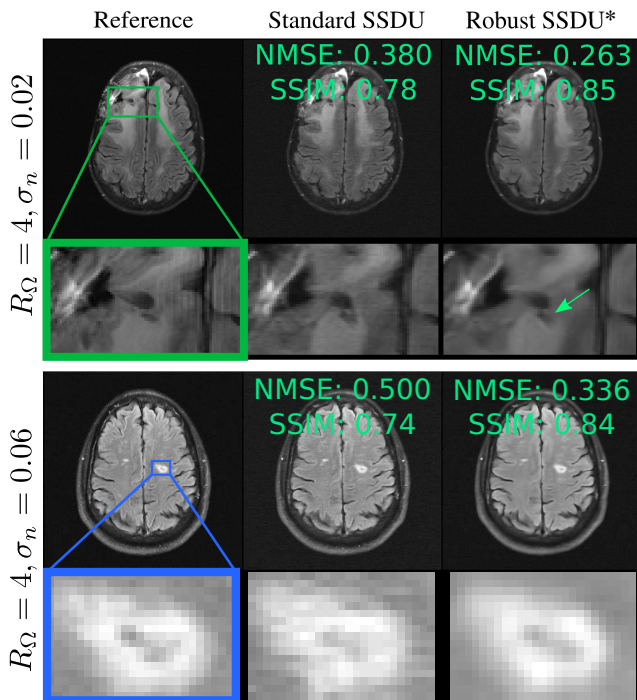 Reference Standard SSDU Robust SSDU*
R_Ω = 4, σ_n = 0.02
NMSE: 0.380 NMSE: 0.263
SSIM: 0.78 SSIM: 0.85
R_Ω = 4, σ_n = 0.06
NMSE: 0.500 NMSE: 0.336
SSIM: 0.74 SSIM: 0.84